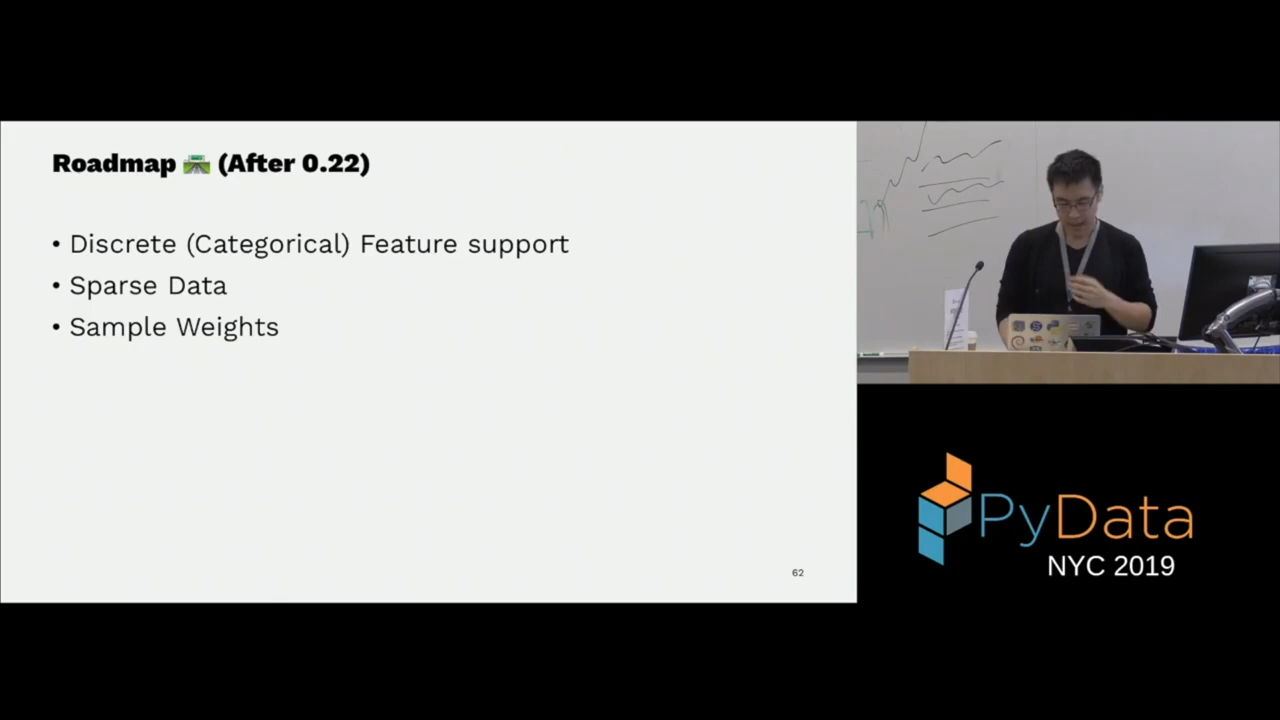 Roadmap 🛣️ (After 0.22)
• Discrete (Categorical) Feature support
• Sparse Data
• Sample Weights
62
PyData
NYC 2019